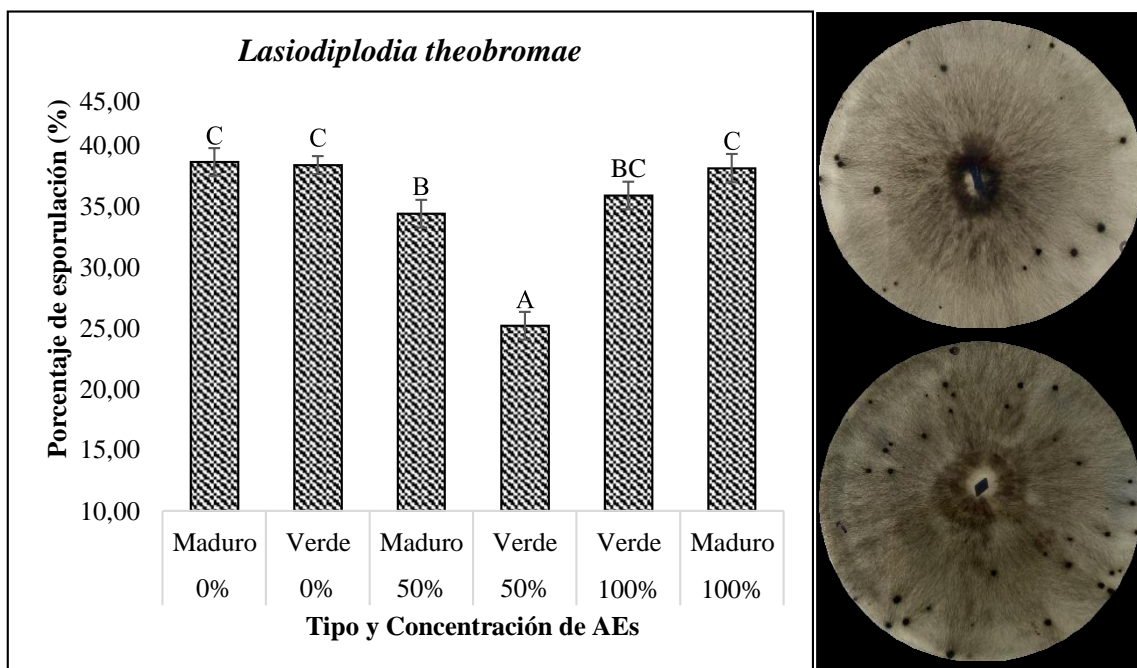 Lasiodiplodia theobromae
Porcentaje de esporulación (%)
45,00
40,00
35,00
30,00
25,00
20,00
15,00
10,00
C
C
B
A
BC
C
Maduro Verde Maduro Verde Verde Maduro
0% 0% 50% 50% 100% 100%
Tipo y Concentración de AEs